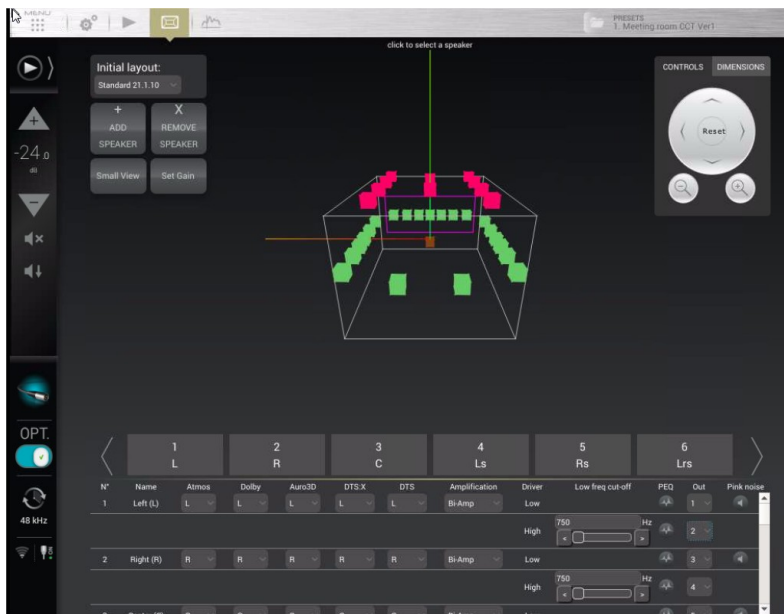 MENU
PRESETS
1. Meeting room CCT Ver1
click to select a speaker
Initial layout:
Standard 21.1.10
+
ADD
SPEAKER
X
REMOVE
SPEAKER
Small View
Set Gain
CONTROLS DIMENSIONS
Reset
-24.0
dB
OPT.
48 kHz
1 2 3 4 5 6
L R C Ls Rs Lrs
N° Name Atmos Dolby Auro3D DTS:X DTS Amplification Driver Low freq cut-off PEQ Out Pink noise
1 Left (L) L L L L L Bi-Amp Low 1
High 750 Hz 2
2 Right (R) R R R R R Bi-Amp Low 3
High 750 Hz 4